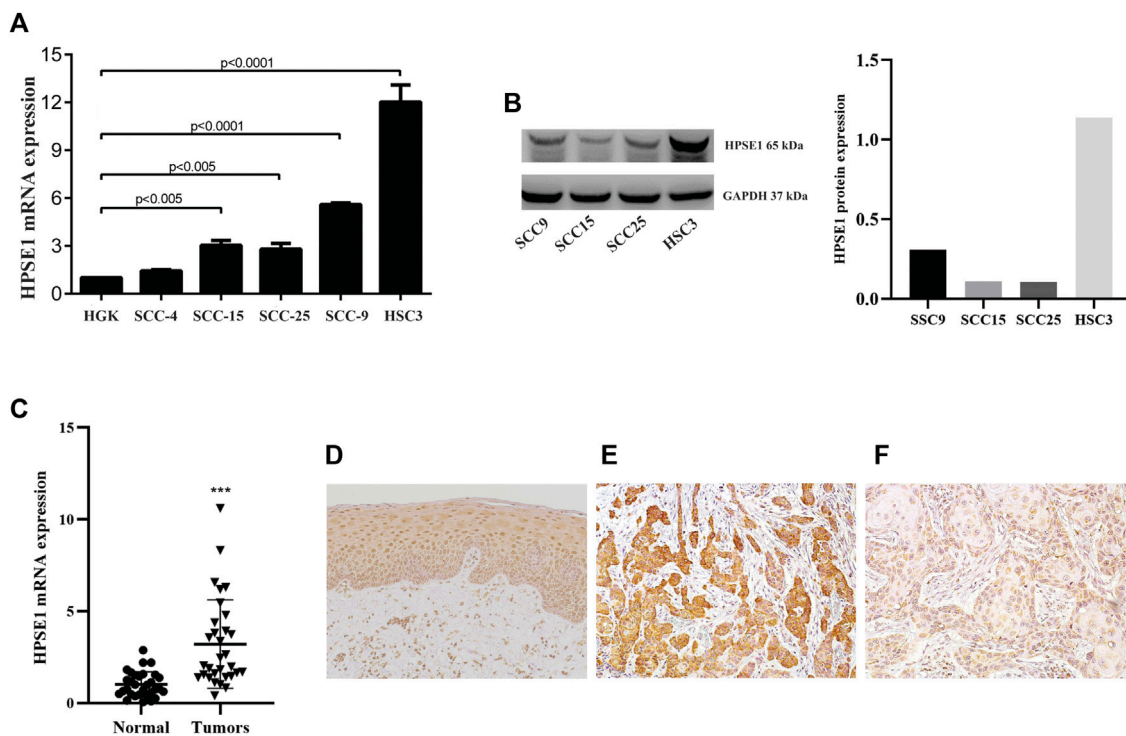 A
HPSE1 mRNA expression
15
12
9
6
3
0
p<0.0001
p<0.0001
p<0.005
p<0.005
HGK SCC-4 SCC-15 SCC-25 SCC-9 HSC3
B
HPSE1 65 kDa
GAPDH 37 kDa
SCC9 SCC15 SCC25 HSC3
HPSE1 protein expression
1.5
1.0
0.5
0.0
SSC9 SCC15 SCC25 HSC3
C
HPSE1 mRNA expression
15
10
5
0
***
Normal Tumors
D
E
F